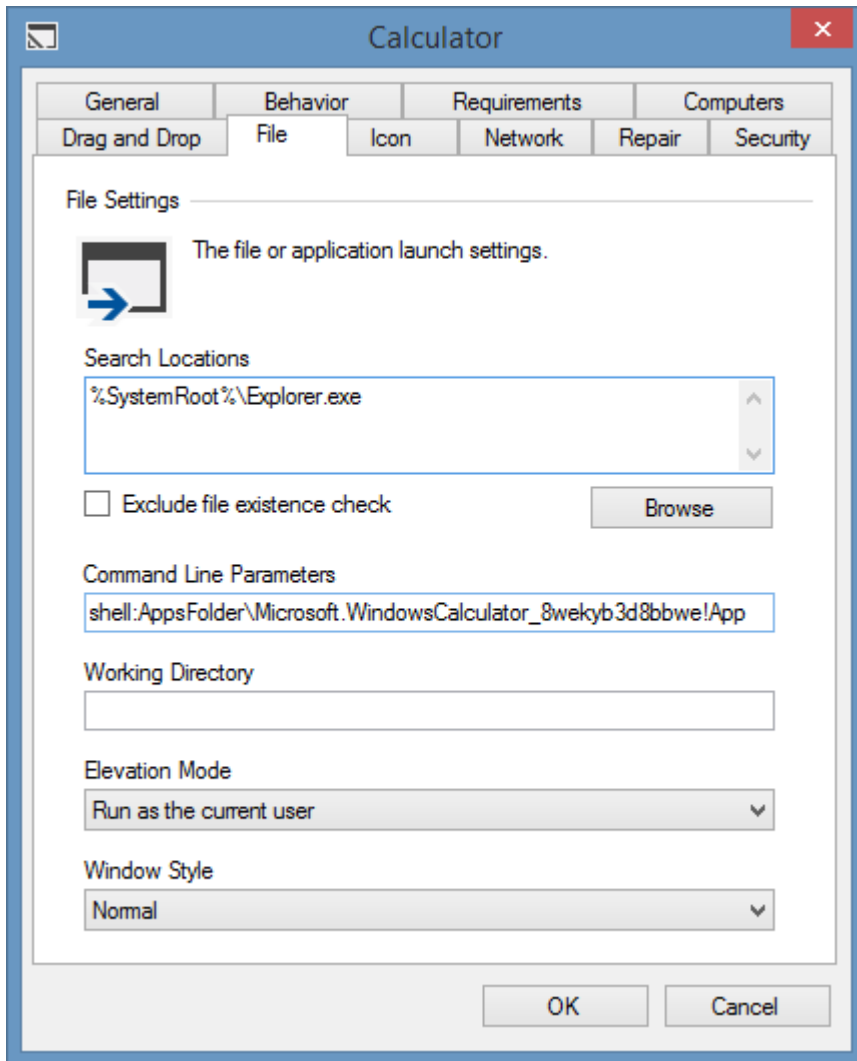 Calculator
General Behavior Requirements Computers
Drag and Drop File Icon Network Repair Security
File Settings
The file or application launch settings.
Search Locations
%SystemRoot%\Explorer.exe
Exclude file existence check Browse
Command Line Parameters
shell:AppsFolder\Microsoft.WindowsCalculator_8wekyb3d8bbwe!App
Working Directory
Elevation Mode
Run as the current user
Window Style
Normal
OK Cancel